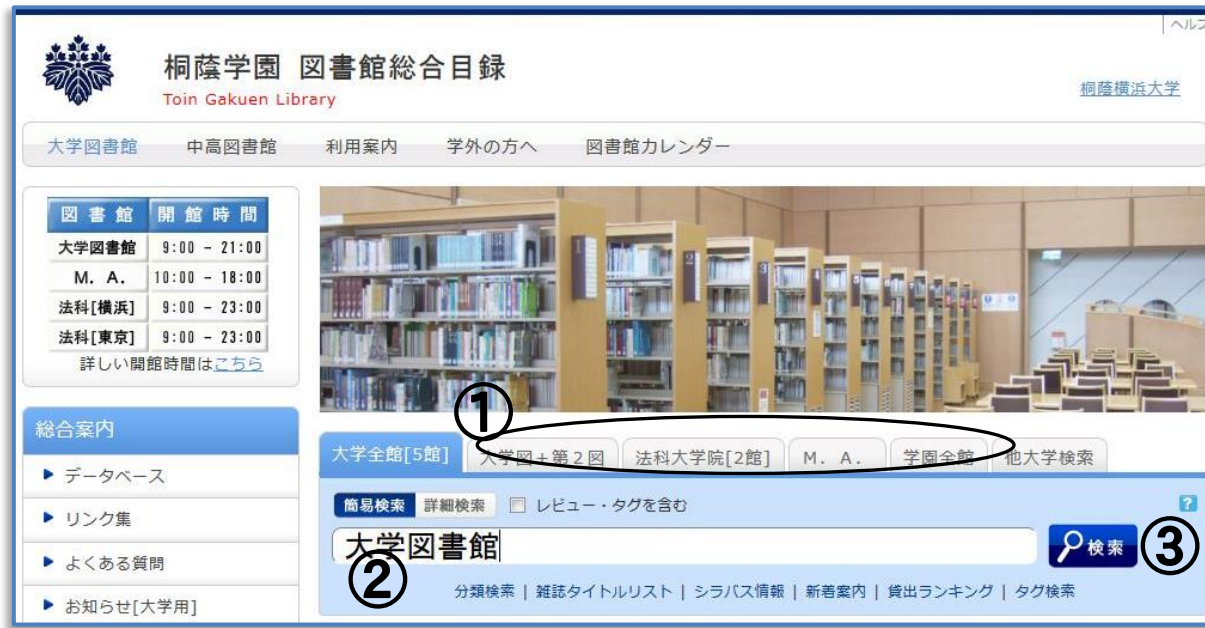 ヘルプ
桐蔭学園 図書館総合目録
Toin Gakuen Library
桐蔭横浜大学
大学図書館 中高図書館 利用案内 学外の方へ 図書館カレンダー
図書館 開館時間
大学図書館 9:00 - 21:00
M. A. 10:00 - 18:00
法科[横浜] 9:00 - 23:00
法科[東京] 9:00 - 23:00
詳しい開館時間はこちら
総合案内
データベース
リンク集
よくある質問
お知らせ[大学用]
①
大学全館[5館] 大学図+第2図 法科大学院[2館] M. A. 学園全館 他大学検索
簡易検索 詳細検索 レビュー・タグを含む ?
大学図書館 検索 ③
②
分類検索 | 雑誌タイトルリスト | シラバス情報 | 新着案内 | 貸出ランキング | タグ検索